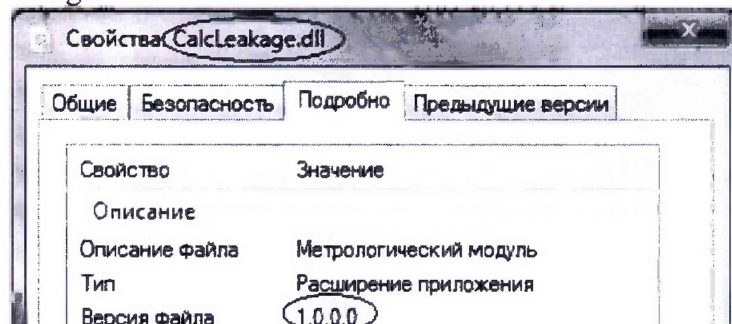 Свойства: CalcLeakage.dll
Общие Безопасность Подробно Предыдущие версии
Свойство Значение
Описание
Описание файла Метрологический модуль
Тип Расширение приложения
Версия файла 1.0.0.0